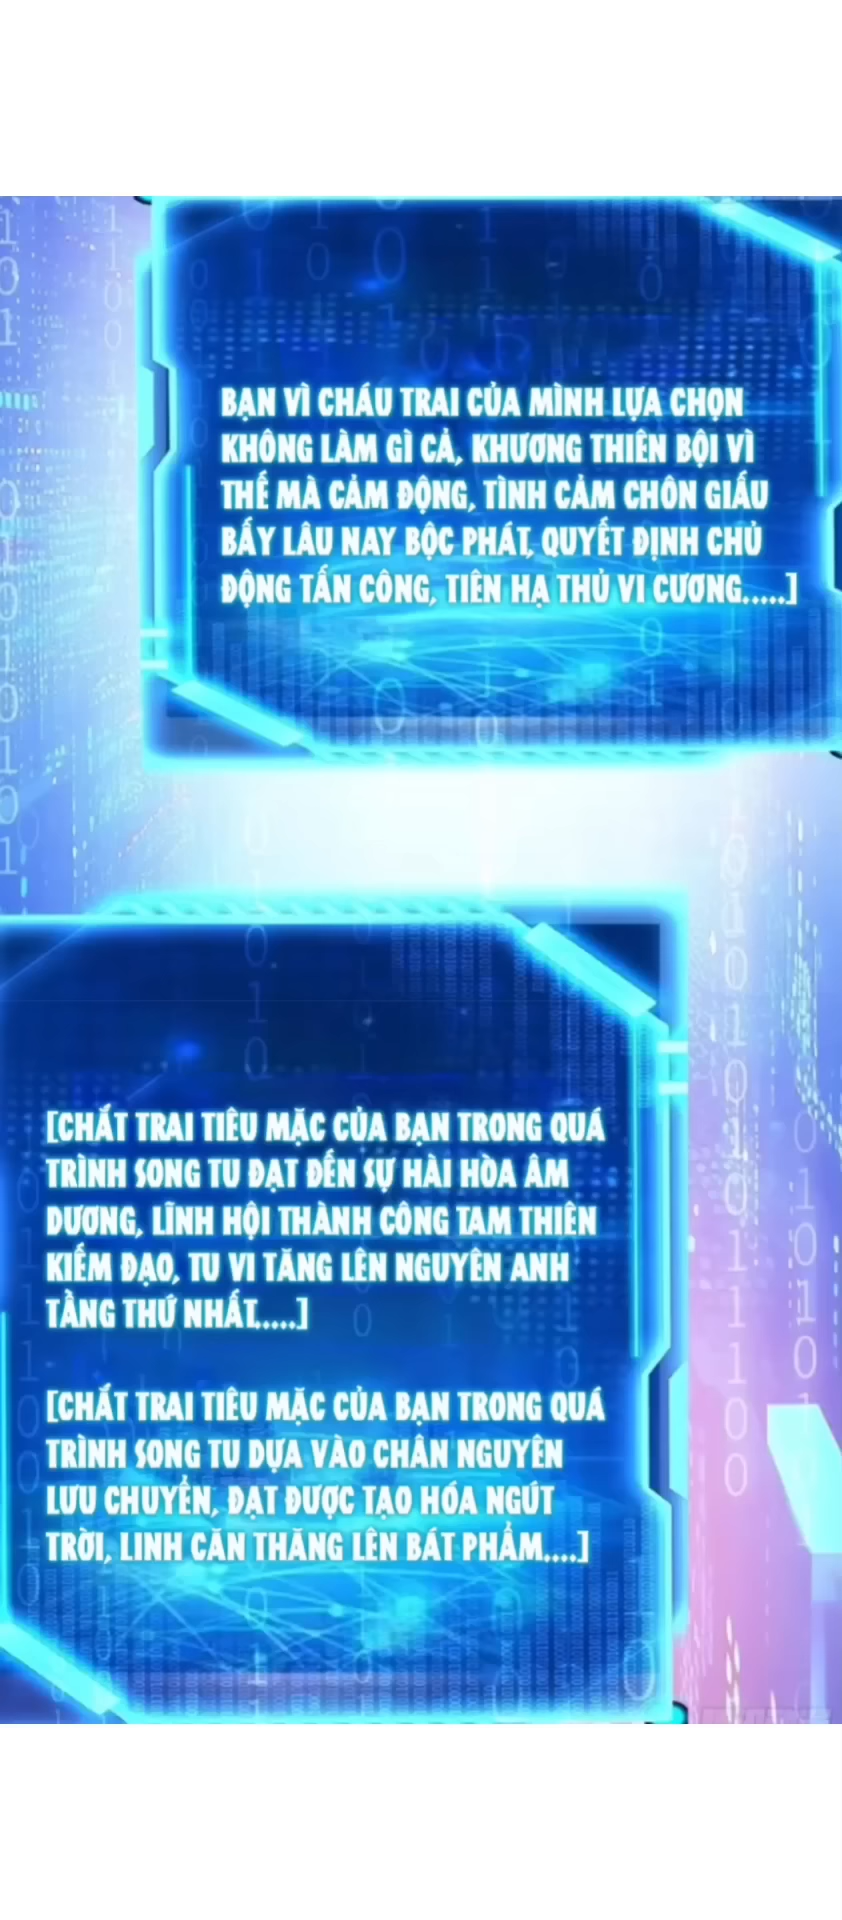 BẠN VÌ CHÁU TRAI CỦA MÌNH LỰA CHỌN
KHÔNG LÀM GÌ CẢ, KHƯƠNG THIÊN BỘI VÌ
THẾ MÀ CẢM ĐỘNG, TÌNH CẢM CHÔN GIẤU
BẤY LÂU NAY BỘC PHÁT, QUYẾT ĐỊNH CHỦ
ĐỘNG TẤN CÔNG, TIÊN HẠ THỦ VI CƯƠNG.....]
[CHẮT TRAI TIÊU MẶC CỦA BẠN TRONG QUÁ
TRÌNH SONG TU ĐẠT ĐẾN SỰ HÀI HÒA ÂM
DƯƠNG, LĨNH HỘI THÀNH CÔNG TAM THIÊN
KIẾM ĐẠO, TU VI TĂNG LÊN NGUYÊN ANH
TẦNG THỨ NHẤT.....]
[CHẮT TRAI TIÊU MẶC CỦA BẠN TRONG QUÁ
TRÌNH SONG TU DỰA VÀO CHÂN NGUYÊN
LƯU CHUYỂN, ĐẠT ĐƯỢC TẠO HÓA NGÚT
TRỜI, LINH CĂN THĂNG LÊN BÁT PHẨM....]